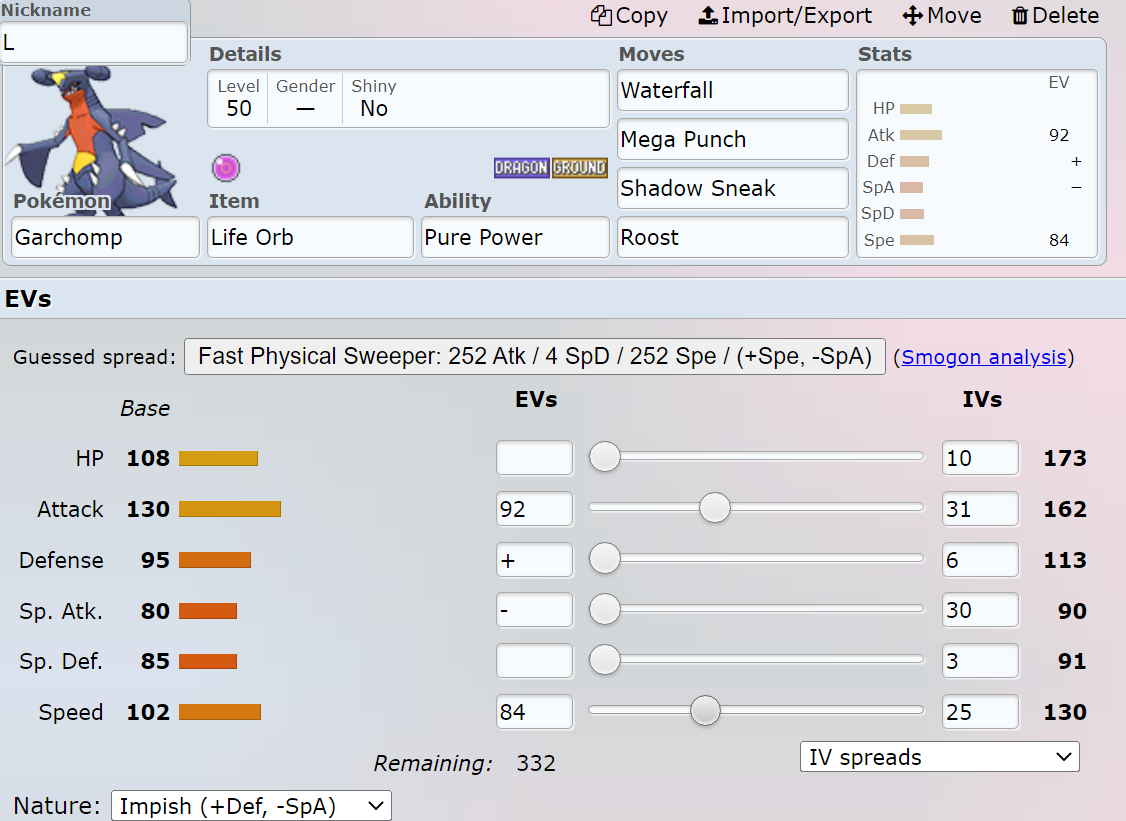 Nickname
Copy Import/Export Move Delete
L
Details
Moves
Stats
Level Gender Shiny
50 — No
Waterfall
EV
HP
Mega Punch
Atk 92
Def +
DRAGON GROUND
Shadow Sneak
SpA −
Pokémon Item Ability
SpD
Garchomp
Life Orb
Pure Power
Roost
Spe 84
EVs
Guessed spread: Fast Physical Sweeper: 252 Atk / 4 SpD / 252 Spe / (+Spe, -SpA) (Smogon analysis)
Base EVs IVs
HP 108 10 173
Attack 130 92 31 162
Defense 95 + 6 113
Sp. Atk. 80 - 30 90
Sp. Def. 85 3 91
Speed 102 84 25 130
Remaining: 332 IV spreads
Nature: Impish (+Def, -SpA)